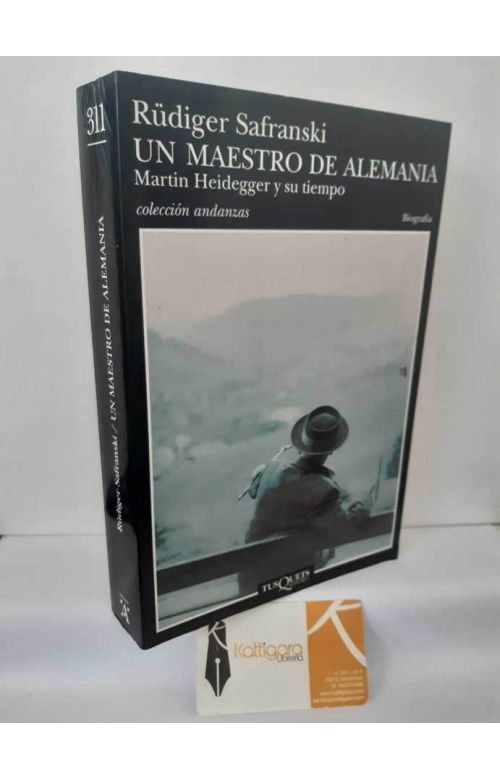 311
Rüdiger Safranski / UN MAESTRO DE ALEMANIA
Rüdiger Safranski
UN MAESTRO DE ALEMANIA
Martin Heidegger y su tiempo
colección andanzas
Biografía
TUSQUETS
Kattigara
Librería